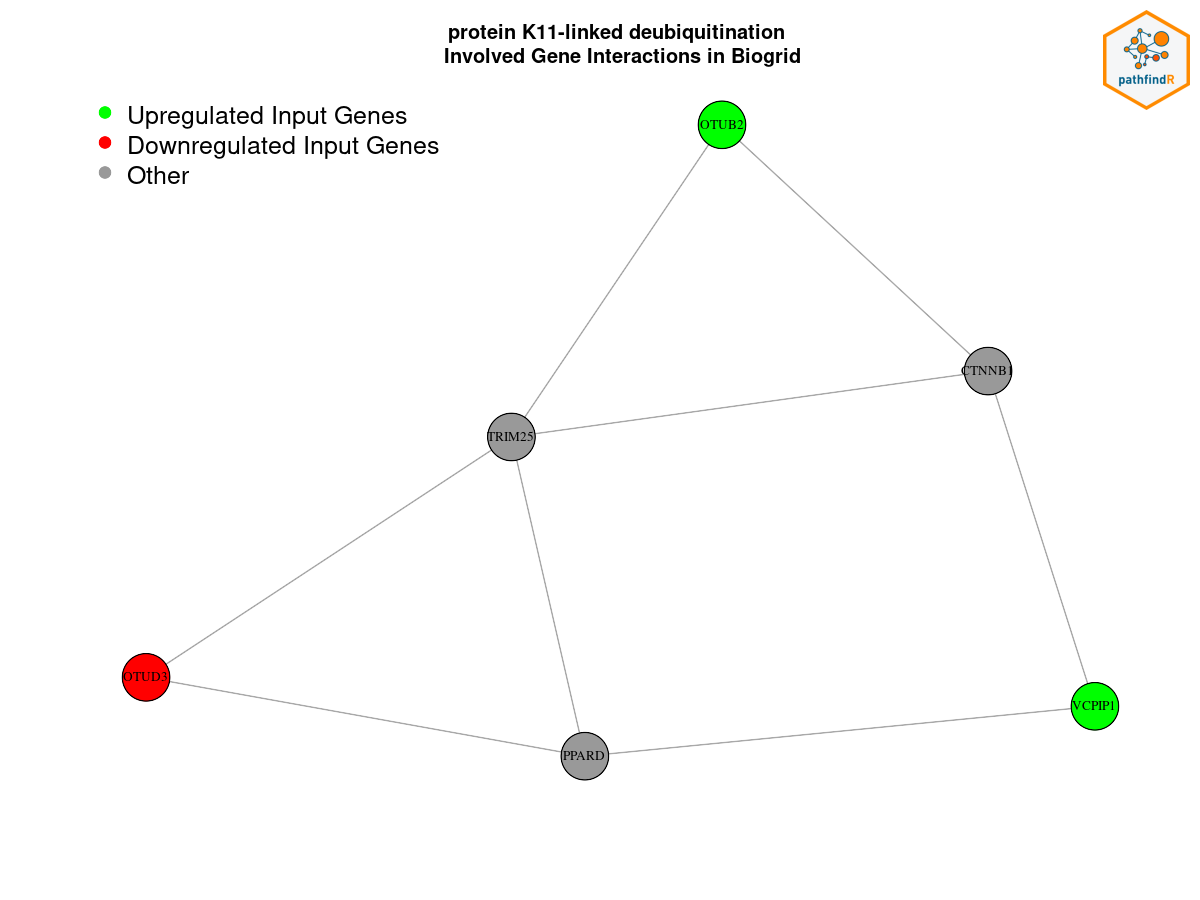 protein K11-linked deubiquitination
Involved Gene Interactions in Biogrid
pathfindR
Upregulated Input Genes
Downregulated Input Genes
Other
OTUB2
CTNNB1
TRIM25
OTUD3
VCPIP1
PPARD